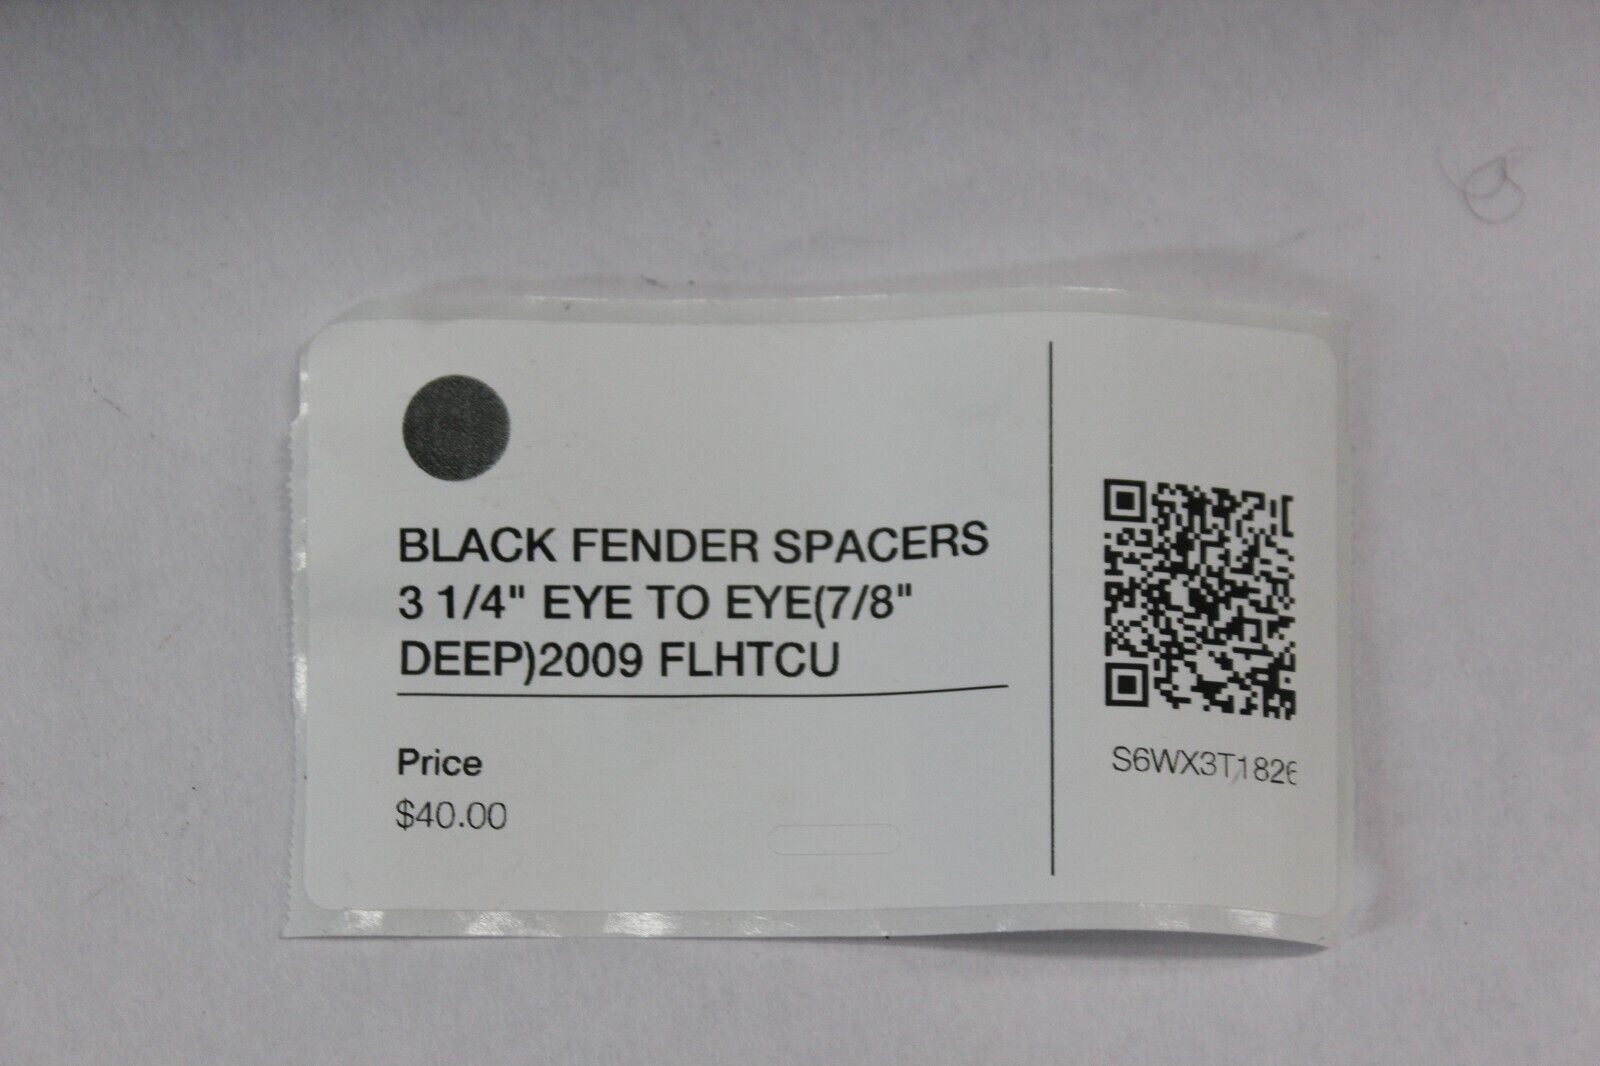 BLACK FENDER SPACERS
3 1/4" EYE TO EYE(7/8"
DEEP)2009 FLHTCU
Price
$40.00
S6WX3T1826